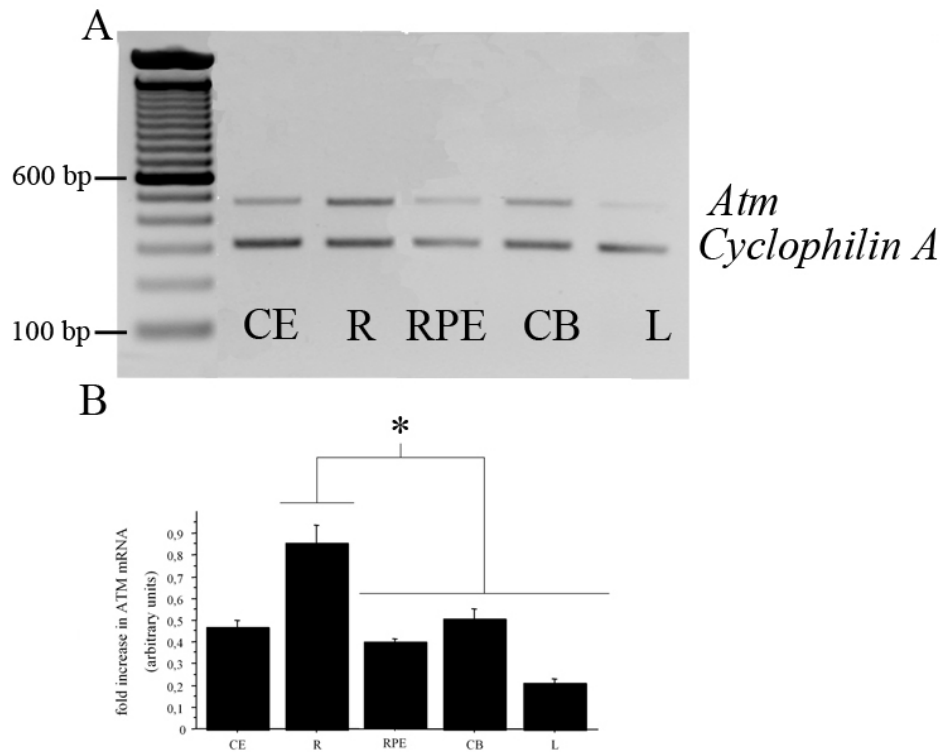 A
600 bp
Atm
Cyclophilin A
CE R RPE CB L
100 bp
B
*
fold increase in ATM mRNA
(arbitrary units)
0,9
0,8
0,7
0,6
0,5
0,4
0,3
0,2
0,1
0
CE R RPE CB L